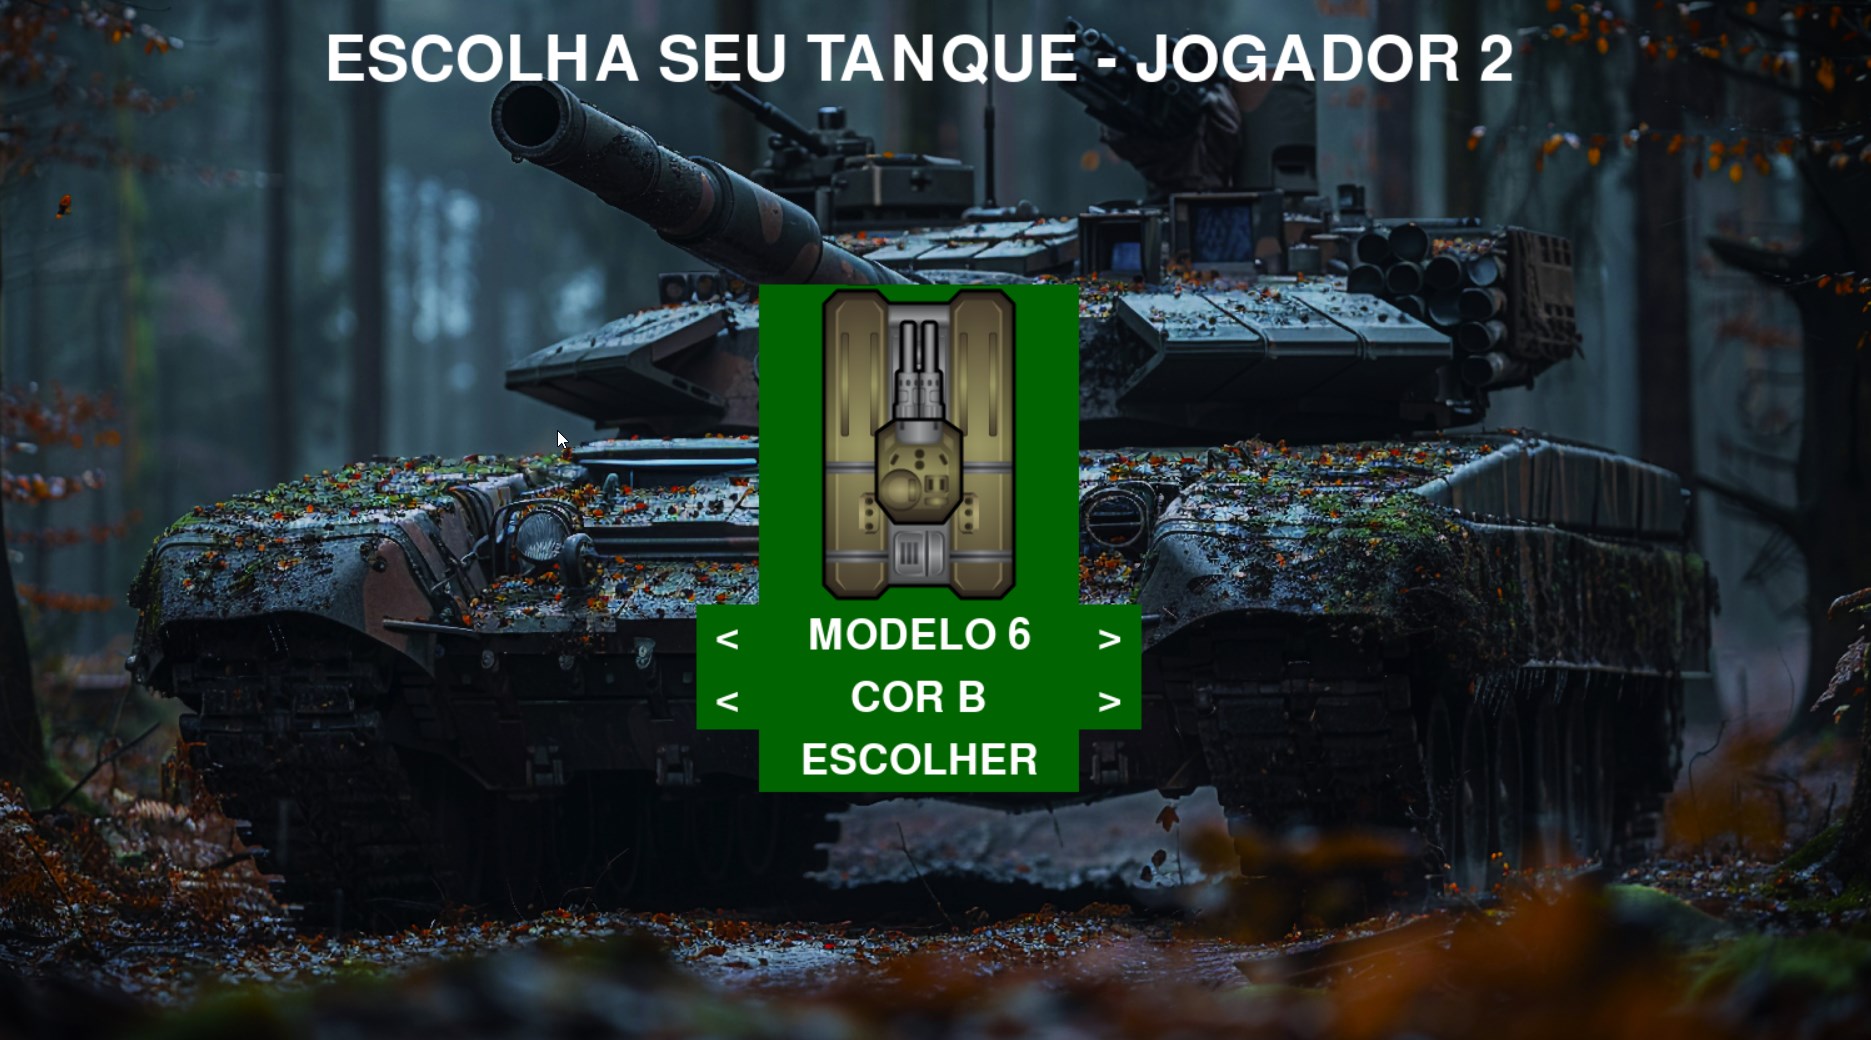 ESCOLHA SEU TANQUE - JOGADOR 2
< MODELO 6 >
< COR B >
ESCOLHER